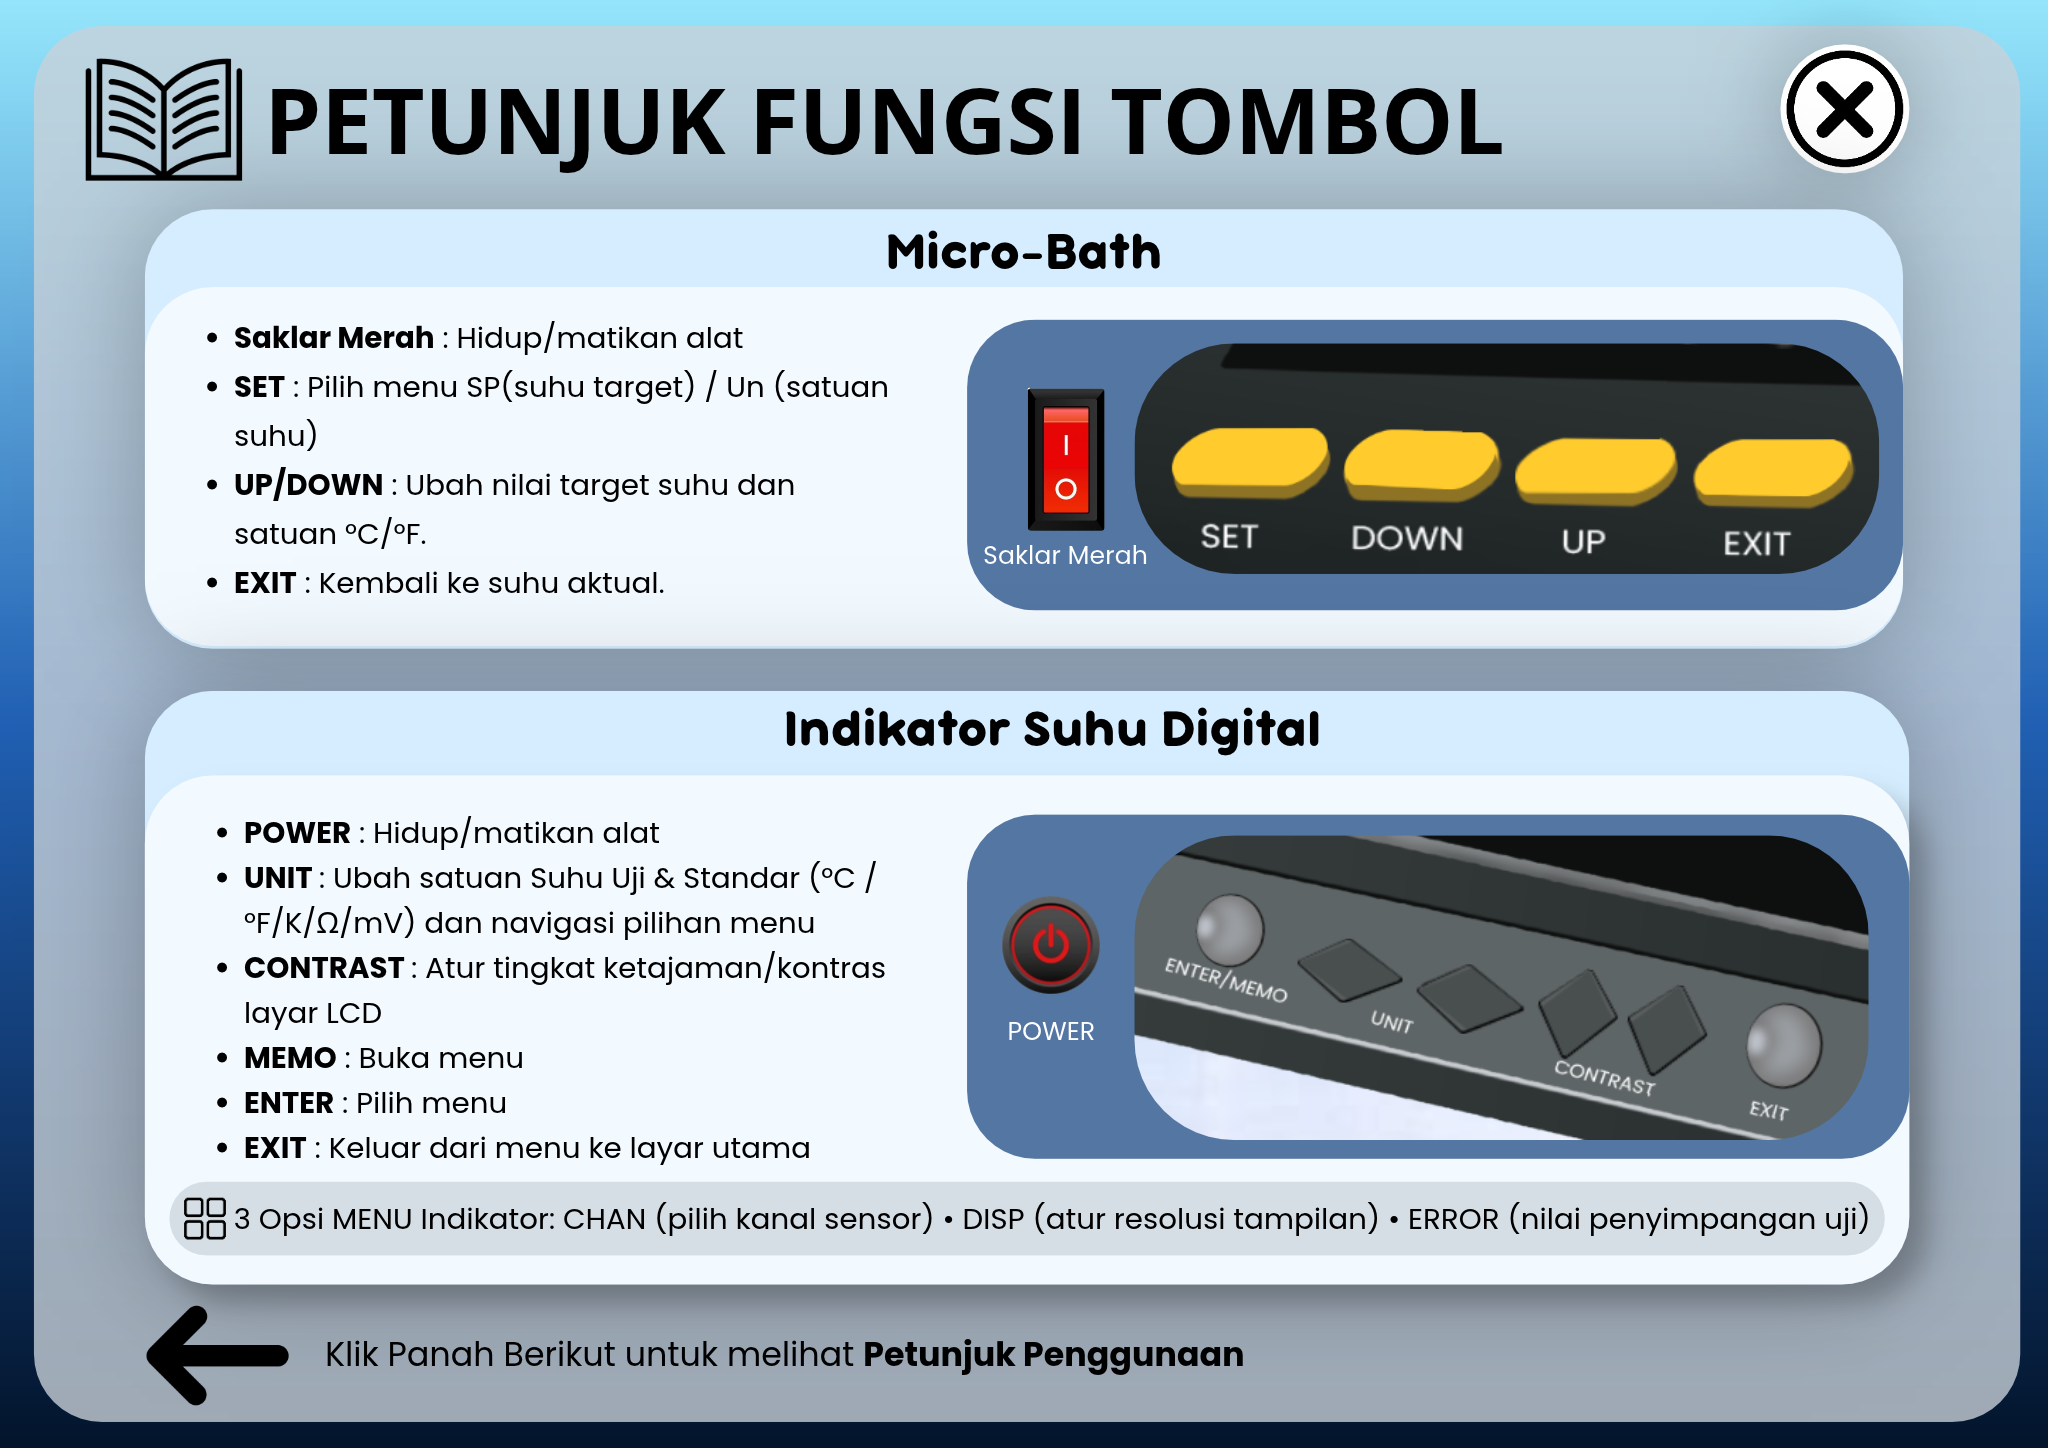 PETUNJUK FUNGSI TOMBOL
Micro-Bath
• Saklar Merah : Hidup/matikan alat
• SET : Pilih menu SP(suhu target) / Un (satuan
suhu)
• UP/DOWN : Ubah nilai target suhu dan
satuan °C/°F.
• EXIT : Kembali ke suhu aktual.
Saklar Merah
SET DOWN UP EXIT
Indikator Suhu Digital
• POWER : Hidup/matikan alat
• UNIT : Ubah satuan Suhu Uji & Standar (°C /
°F/K/Ω/mV) dan navigasi pilihan menu
• CONTRAST : Atur tingkat ketajaman/kontras
layar LCD
• MEMO : Buka menu
• ENTER : Pilih menu
• EXIT : Keluar dari menu ke layar utama
POWER
ENTER/MEMO
UNIT
CONTRAST
EXIT
3 Opsi MENU Indikator: CHAN (pilih kanal sensor) • DISP (atur resolusi tampilan) • ERROR (nilai penyimpangan uji)
Klik Panah Berikut untuk melihat Petunjuk Penggunaan